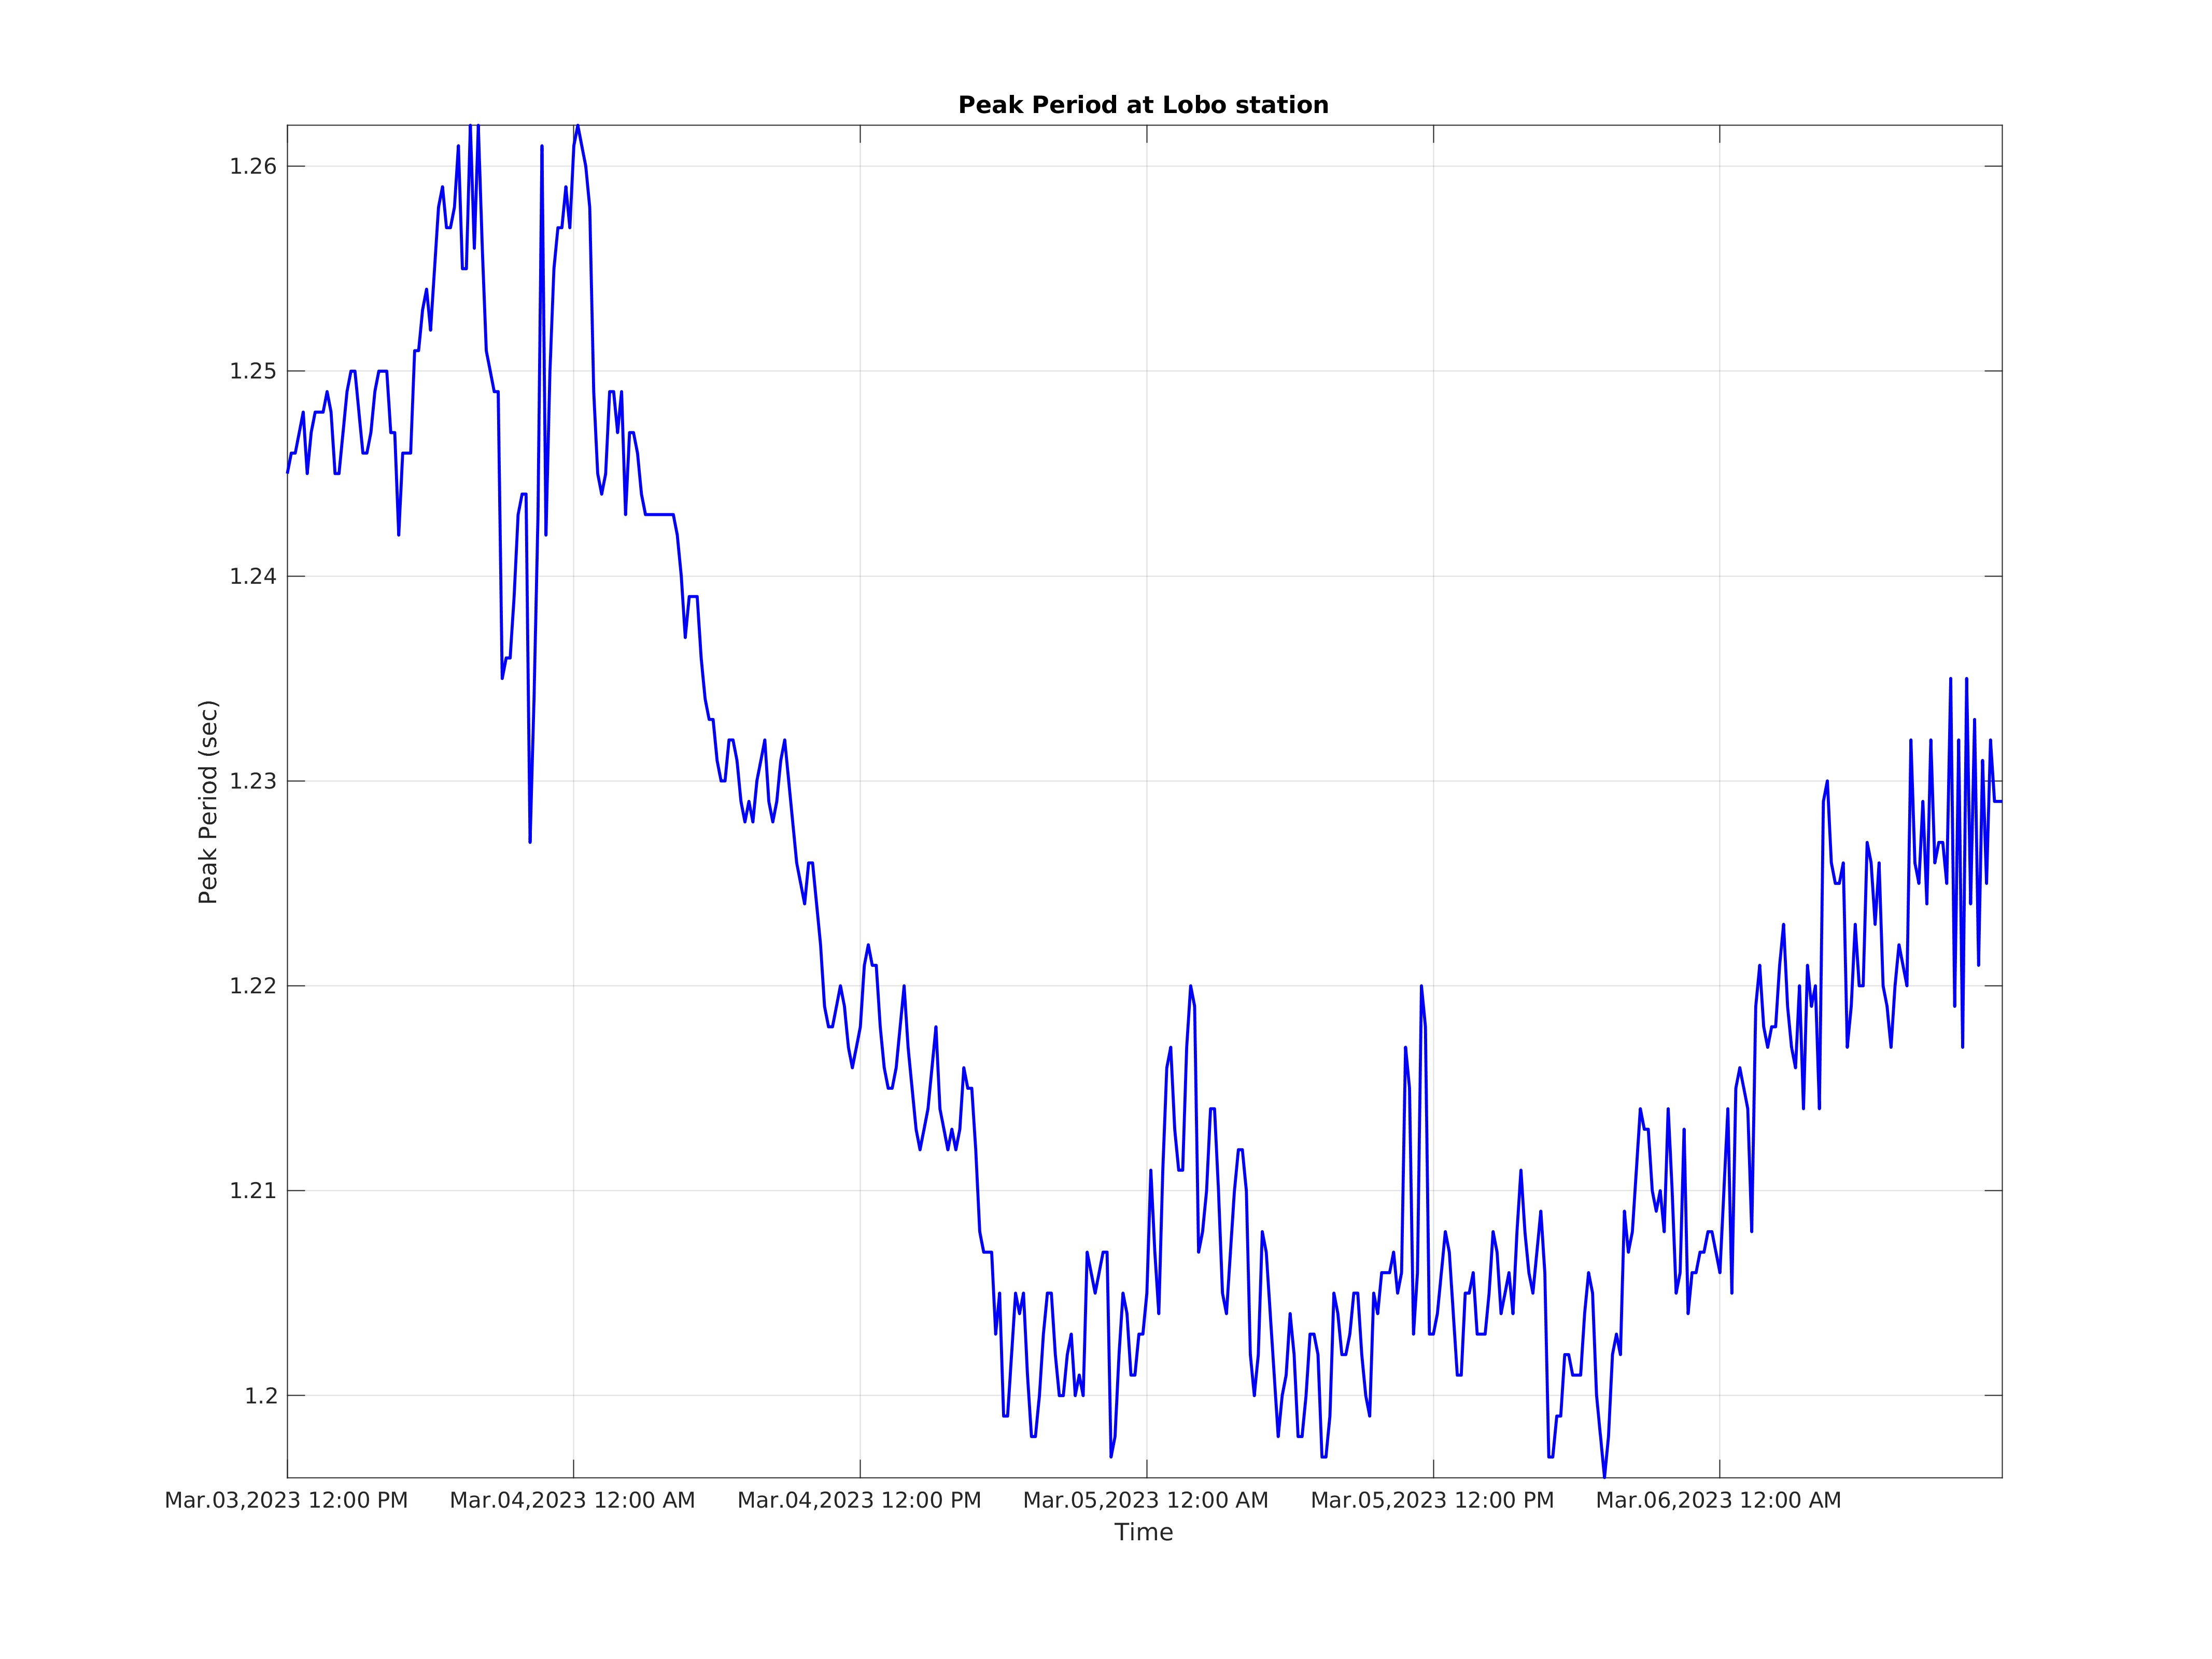 Peak Period at Lobo station
1.26
1.25
1.24
1.23
1.22
1.21
1.2
Peak Period (sec)
Mar.03,2023 12:00 PM
Mar.04,2023 12:00 AM
Mar.04,2023 12:00 PM
Mar.05,2023 12:00 AM
Mar.05,2023 12:00 PM
Mar.06,2023 12:00 AM
Time